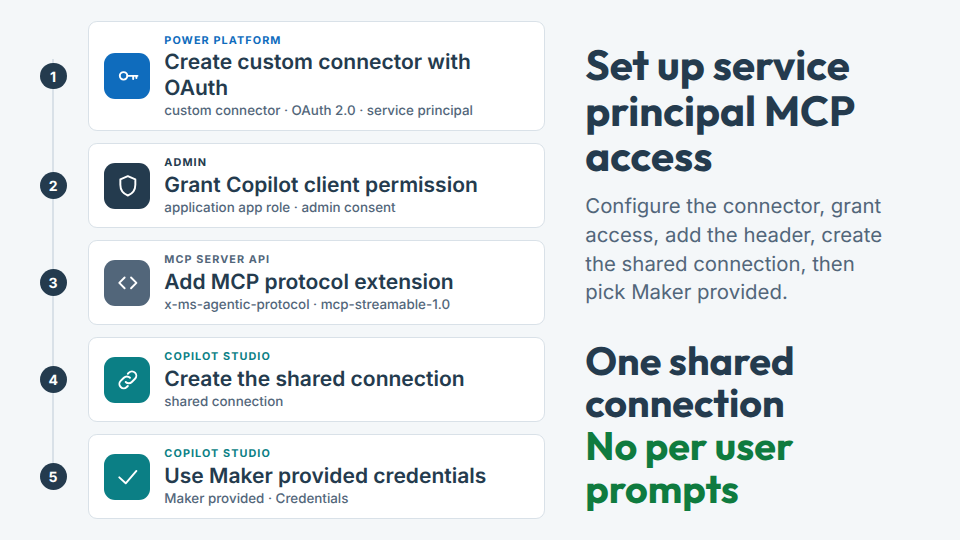 1
POWER PLATFORM
Create custom connector with
OAuth
custom connector · OAuth 2.0 · service principal
2
ADMIN
Grant Copilot client permission
application app role · admin consent
3
MCP SERVER API
Add MCP protocol extension
x-ms-agentic-protocol · mcp-streamable-1.0
4
COPILOT STUDIO
Create the shared connection
shared connection
5
COPILOT STUDIO
Use Maker provided credentials
Maker provided · Credentials
Set up service
principal MCP
access
Configure the connector, grant
access, add the header, create
the shared connection, then
pick Maker provided.
One shared
connection
No per user
prompts